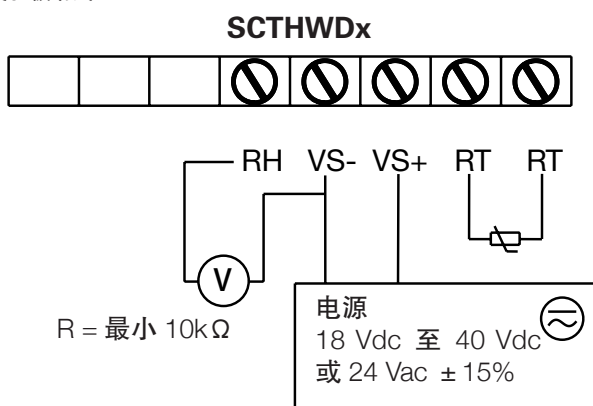 SCTHWDx
RH VS- VS+ RT RT
V
R = 最小 10kΩ
电源
18 Vdc 至 40 Vdc
或 24 Vac ± 15%